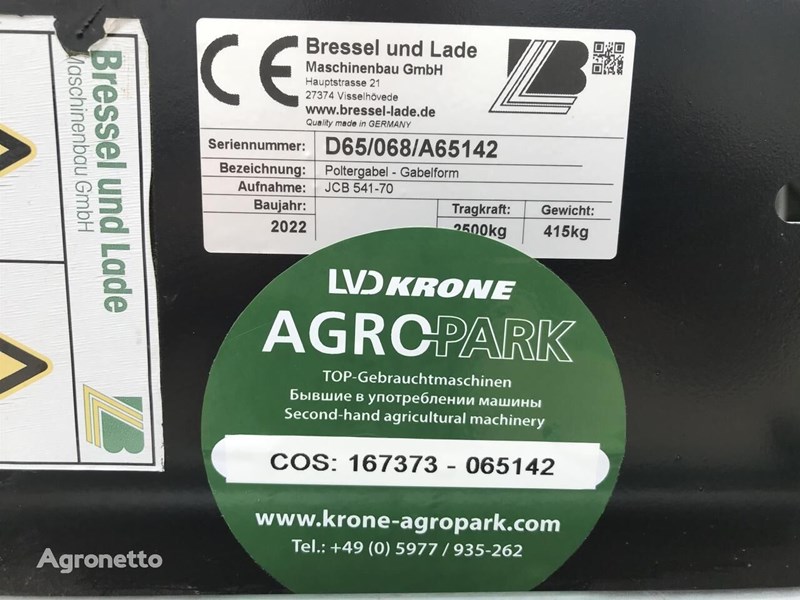 Bressel und Lade
Maschinenbau GmbH
CE
Bressel und Lade
Maschinenbau GmbH
Hauptstrasse 21
27374 Visselhövede
www.bressel-lade.de
Quality made in GERMANY
Seriennummer: D65/068/A65142
Bezeichnung: Poltergabel - Gabelform
Aufnahme: JCB 541-70
Baujahr: Tragkraft: Gewicht:
2022 2500kg 415kg
LVD KRONE
AGROPARK
TOP-Gebrauchtmaschinen
Бывшие в употреблении машины
Second-hand agricultural machinery
COS: 167373 - 065142
www.krone-agropark.com
Tel.: +49 (0) 5977 / 935-262
Agronetto